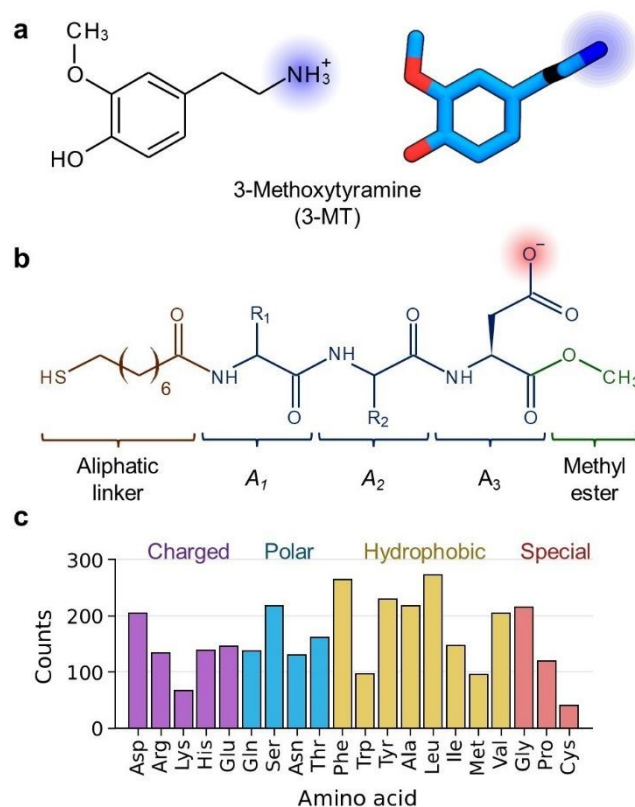 a
CH₃
O
HO
NH₃⁺
3-Methoxytyramine
(3-MT)
b
O⁻
O
O
R₁
O
HS
6
NH
NH
NH
O
CH₃
O
R₂
O
Aliphatic
linker
A₁
A₂
A₃
Methyl
ester
c
Charged
Polar
Hydrophobic
Special
300
200
100
0
Counts
Asp
Arg
Lys
His
Glu
Gln
Ser
Asn
Thr
Phe
Trp
Tyr
Ala
Leu
Ile
Met
Val
Gly
Pro
Cys
Amino acid